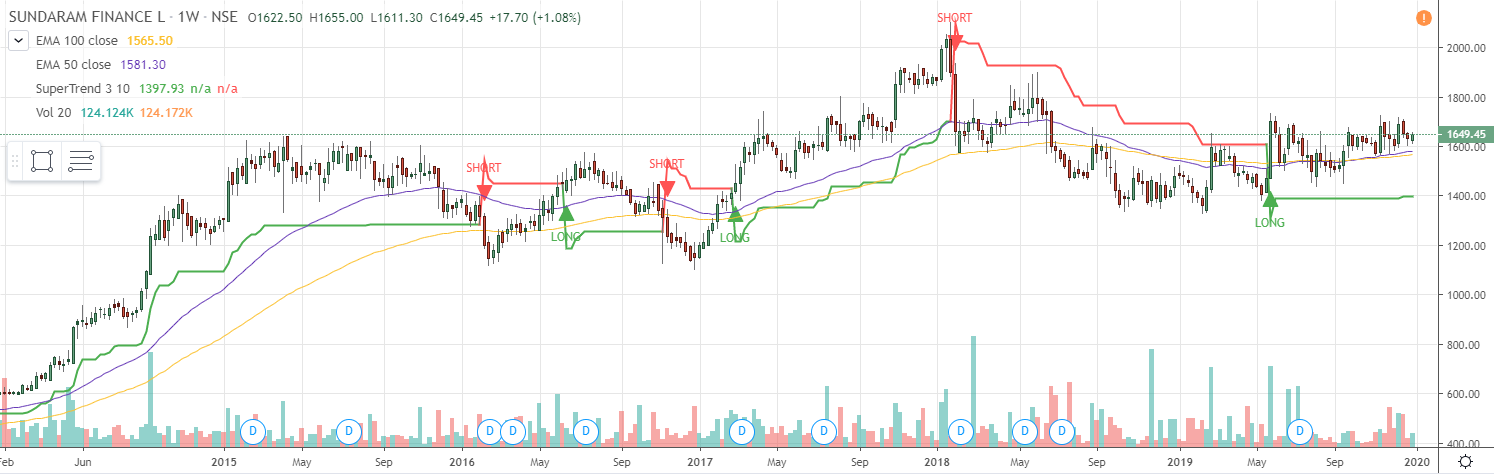 SUNDARAM FINANCE L - 1W - NSE O1622.50 H1655.00 L1611.30 C1649.45 +17.70 (+1.08%)
EMA 100 close 1565.50
EMA 50 close 1581.30
SuperTrend 3 10 1397.93 n/a n/a
Vol 20 124.124K 124.172K
SHORT
SHORT
SHORT
LONG
LONG
LONG
!
2000.00
1800.00
1649.45
1600.00
1400.00
1200.00
1000.00
800.00
600.00
400.00
D D D D D D D D D D D
Feb Jun 2015 May Sep 2016 May Sep 2017 May Sep 2018 May Sep 2019 May Sep 2020